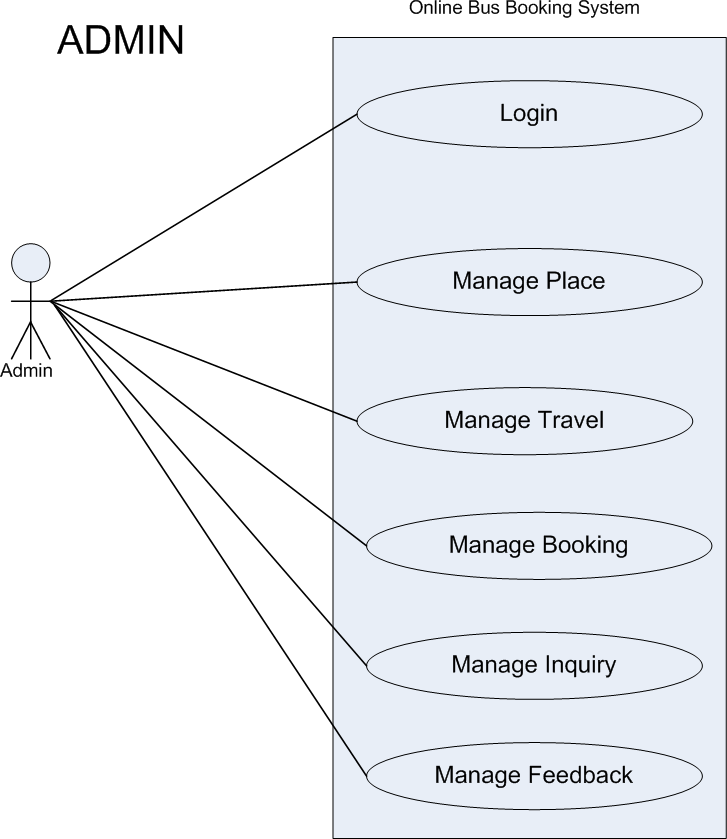 Online Bus Booking System
ADMIN
Login
Manage Place
Admin
Manage Travel
Manage Booking
Manage Inquiry
Manage Feedback